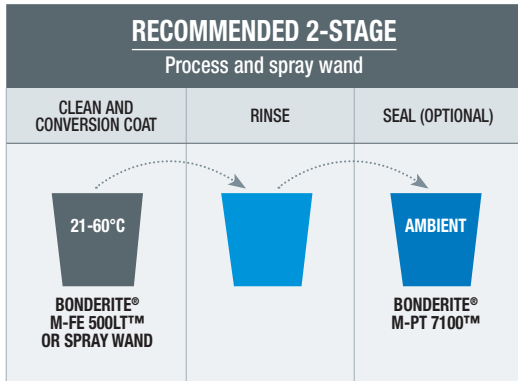 RECOMMENDED 2-STAGE
Process and spray wand
CLEAN AND
CONVERSION COAT
RINSE
SEAL (OPTIONAL)
21-60°C
AMBIENT
BONDERITE®
M-FE 500LT™
OR SPRAY WAND
BONDERITE®
M-PT 7100™